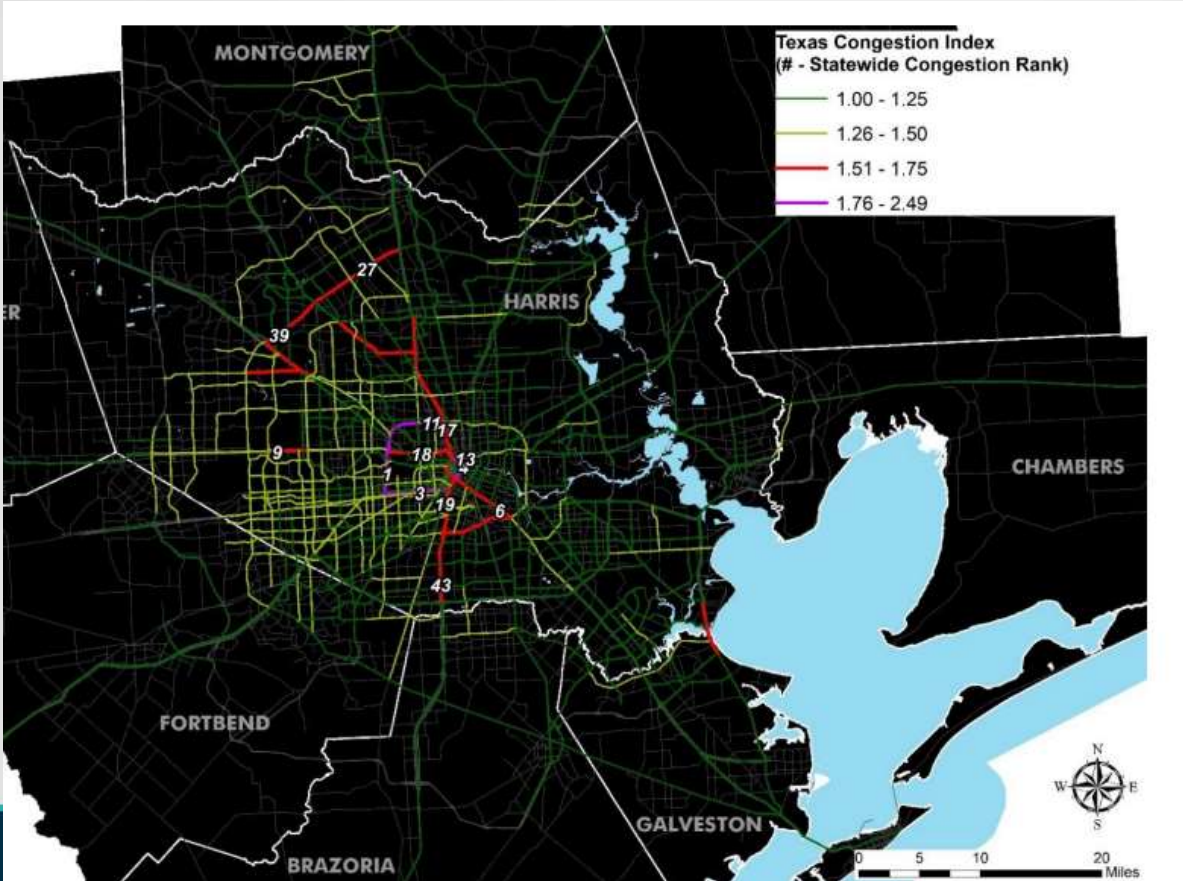 Texas Congestion Index
(# - Statewide Congestion Rank)
1.00 - 1.25
1.26 - 1.50
1.51 - 1.75
1.76 - 2.49
MONTGOMERY
27
HARRIS
ER
39
11
17
9
18
13
4
1
3
19
6
CHAMBERS
43
FORTBEND
N
W
E
S
GALVESTON
BRAZORIA
0 5 10 20
Miles